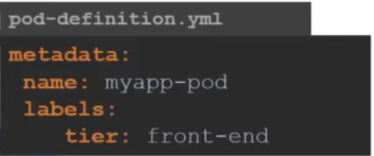 pod-definition.yml
metadata:
 name: myapp-pod
 labels:
    tier: front-end